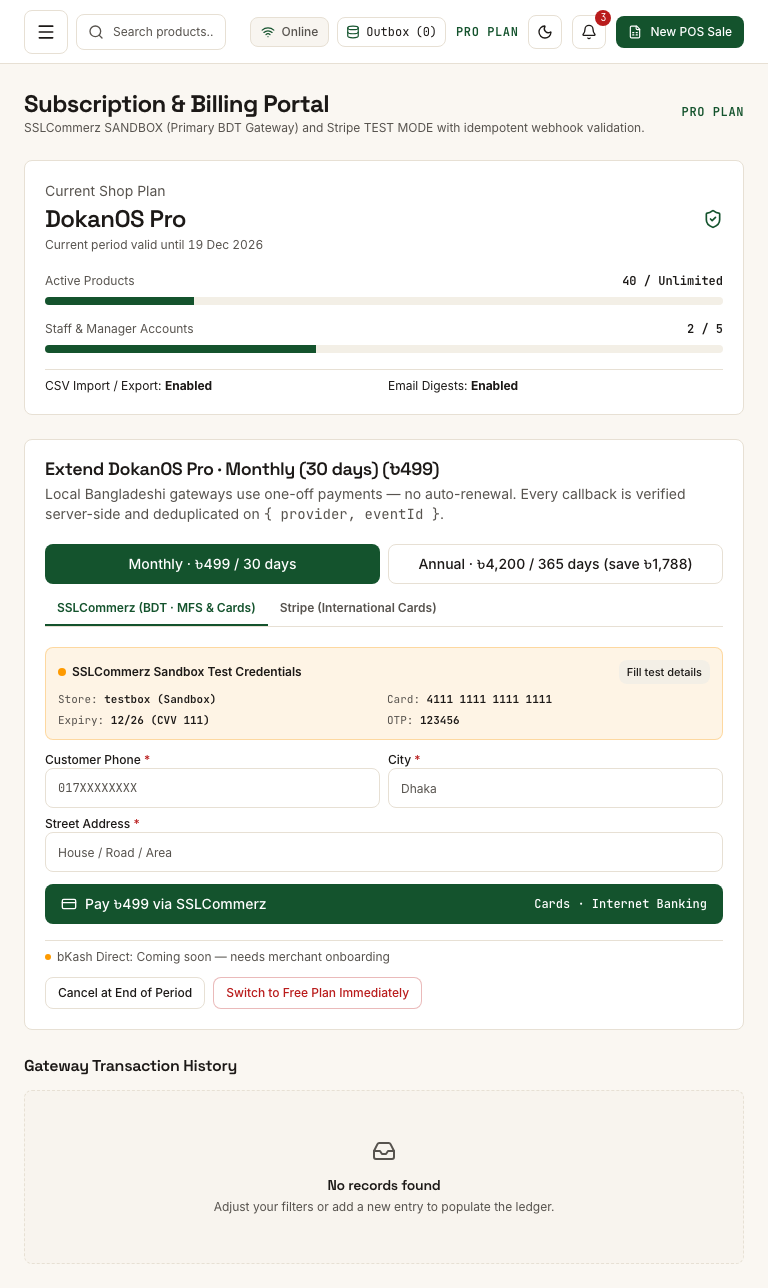 Search products..
Online
Outbox (0)
PRO PLAN
3
New POS Sale
Subscription & Billing Portal
SSLCommerz SANDBOX (Primary BDT Gateway) and Stripe TEST MODE with idempotent webhook validation.
PRO PLAN
Current Shop Plan
DokanOS Pro
Current period valid until 19 Dec 2026
Active Products
40 / Unlimited
Staff & Manager Accounts
2 / 5
CSV Import / Export: Enabled
Email Digests: Enabled
Extend DokanOS Pro · Monthly (30 days) (৳499)
Local Bangladeshi gateways use one-off payments — no auto-renewal. Every callback is verified
server-side and deduplicated on { provider, eventId }.
Monthly · ৳499 / 30 days
Annual · ৳4,200 / 365 days (save ৳1,788)
SSLCommerz (BDT · MFS & Cards)
Stripe (International Cards)
SSLCommerz Sandbox Test Credentials
Fill test details
Store: testbox (Sandbox)
Card: 4111 1111 1111 1111
Expiry: 12/26 (CVV 111)
OTP: 123456
Customer Phone *
City *
017XXXXXXXX
Dhaka
Street Address *
House / Road / Area
Pay ৳499 via SSLCommerz
Cards · Internet Banking
bKash Direct: Coming soon — needs merchant onboarding
Cancel at End of Period
Switch to Free Plan Immediately
Gateway Transaction History
No records found
Adjust your filters or add a new entry to populate the ledger.